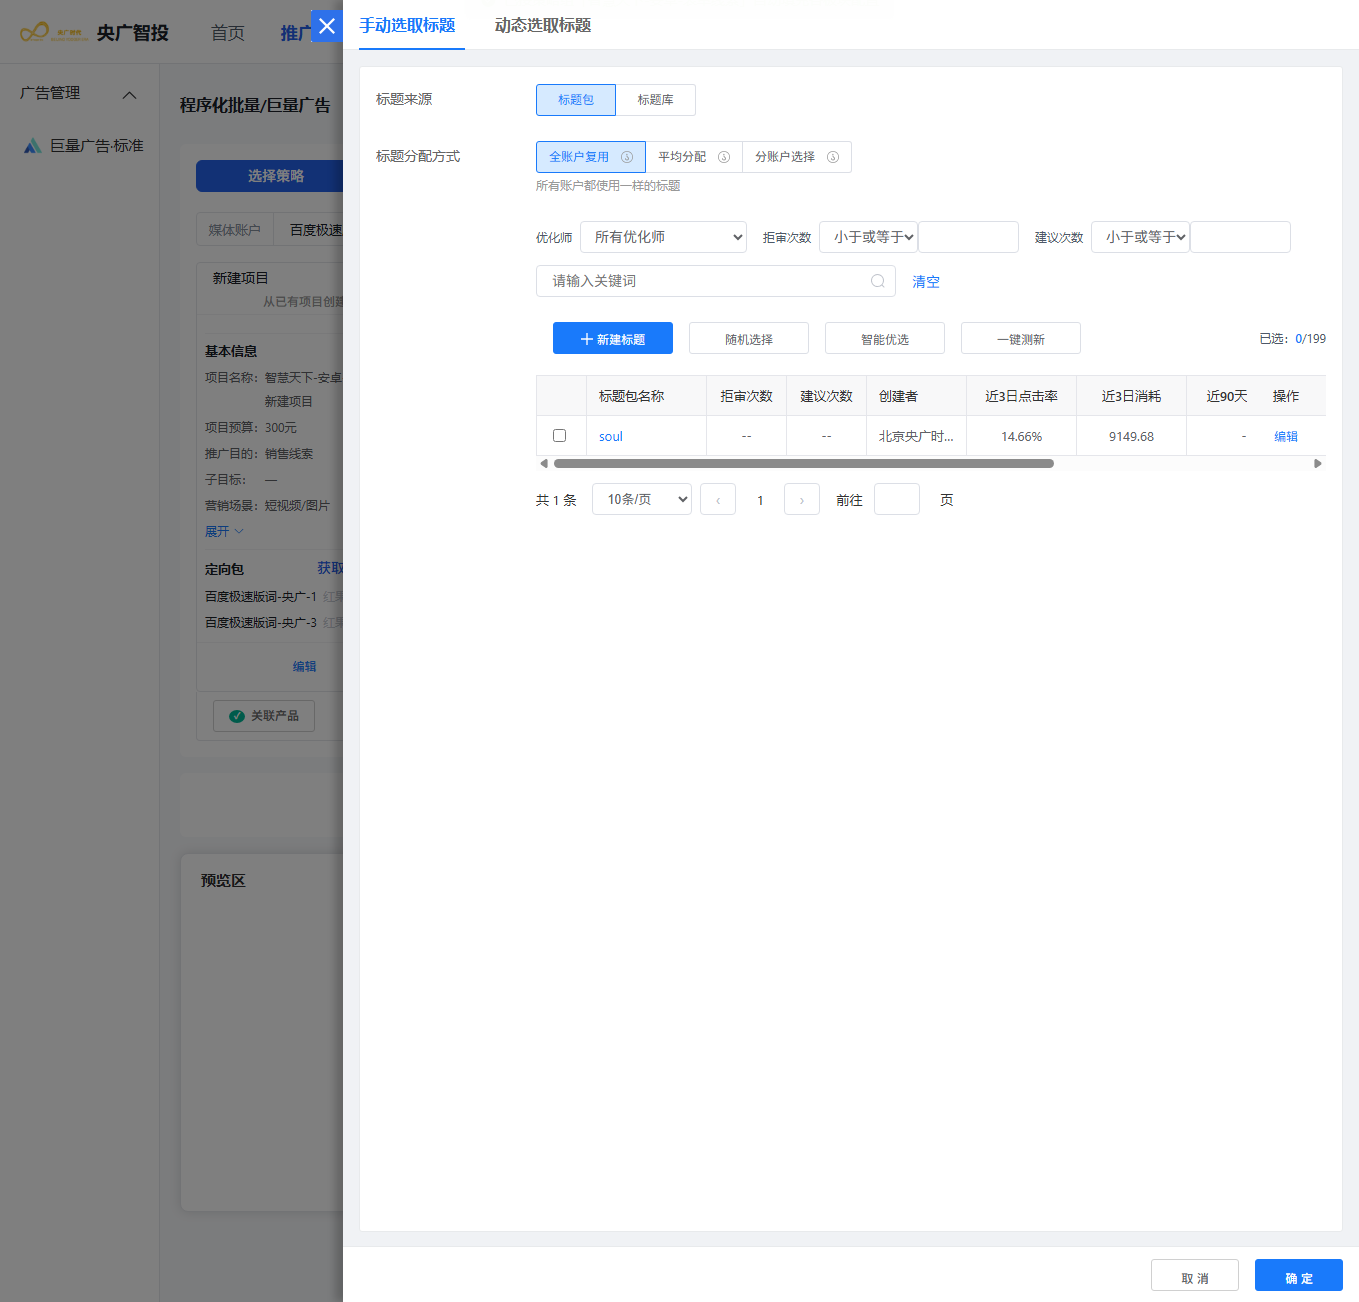 央广智投
首页
推广
手动选取标题
动态选取标题
广告管理
巨量广告·标准
程序化批量/巨量广告
选择策略
媒体账户
百度极速
新建项目
从已有项目创建
基本信息
项目名称：
智慧天下-安卓
新建项目
项目预算：
300元
推广目的：
销售线索
子目标：
—
营销场景：
短视频/图片
展开
定向包
获取
百度极速版词-央广-1 红果
百度极速版词-央广-3 红果
编辑
关联产品
预览区
标题来源
标题包
标题库
标题分配方式
全账户复用
平均分配
分账户选择
所有账户都使用一样的标题
优化师
所有优化师
拒审次数
小于或等于
建议次数
小于或等于
请输入关键词
清空
新建标题
随机选择
智能优选
一键测新
已选：0/199
标题包名称
拒审次数
建议次数
创建者
近3日点击率
近3日消耗
近90天
操作
soul
--
--
北京央广时...
14.66%
9149.68
-
编辑
共 1 条
10条/页
‹
1
›
前往
页
取 消
确 定